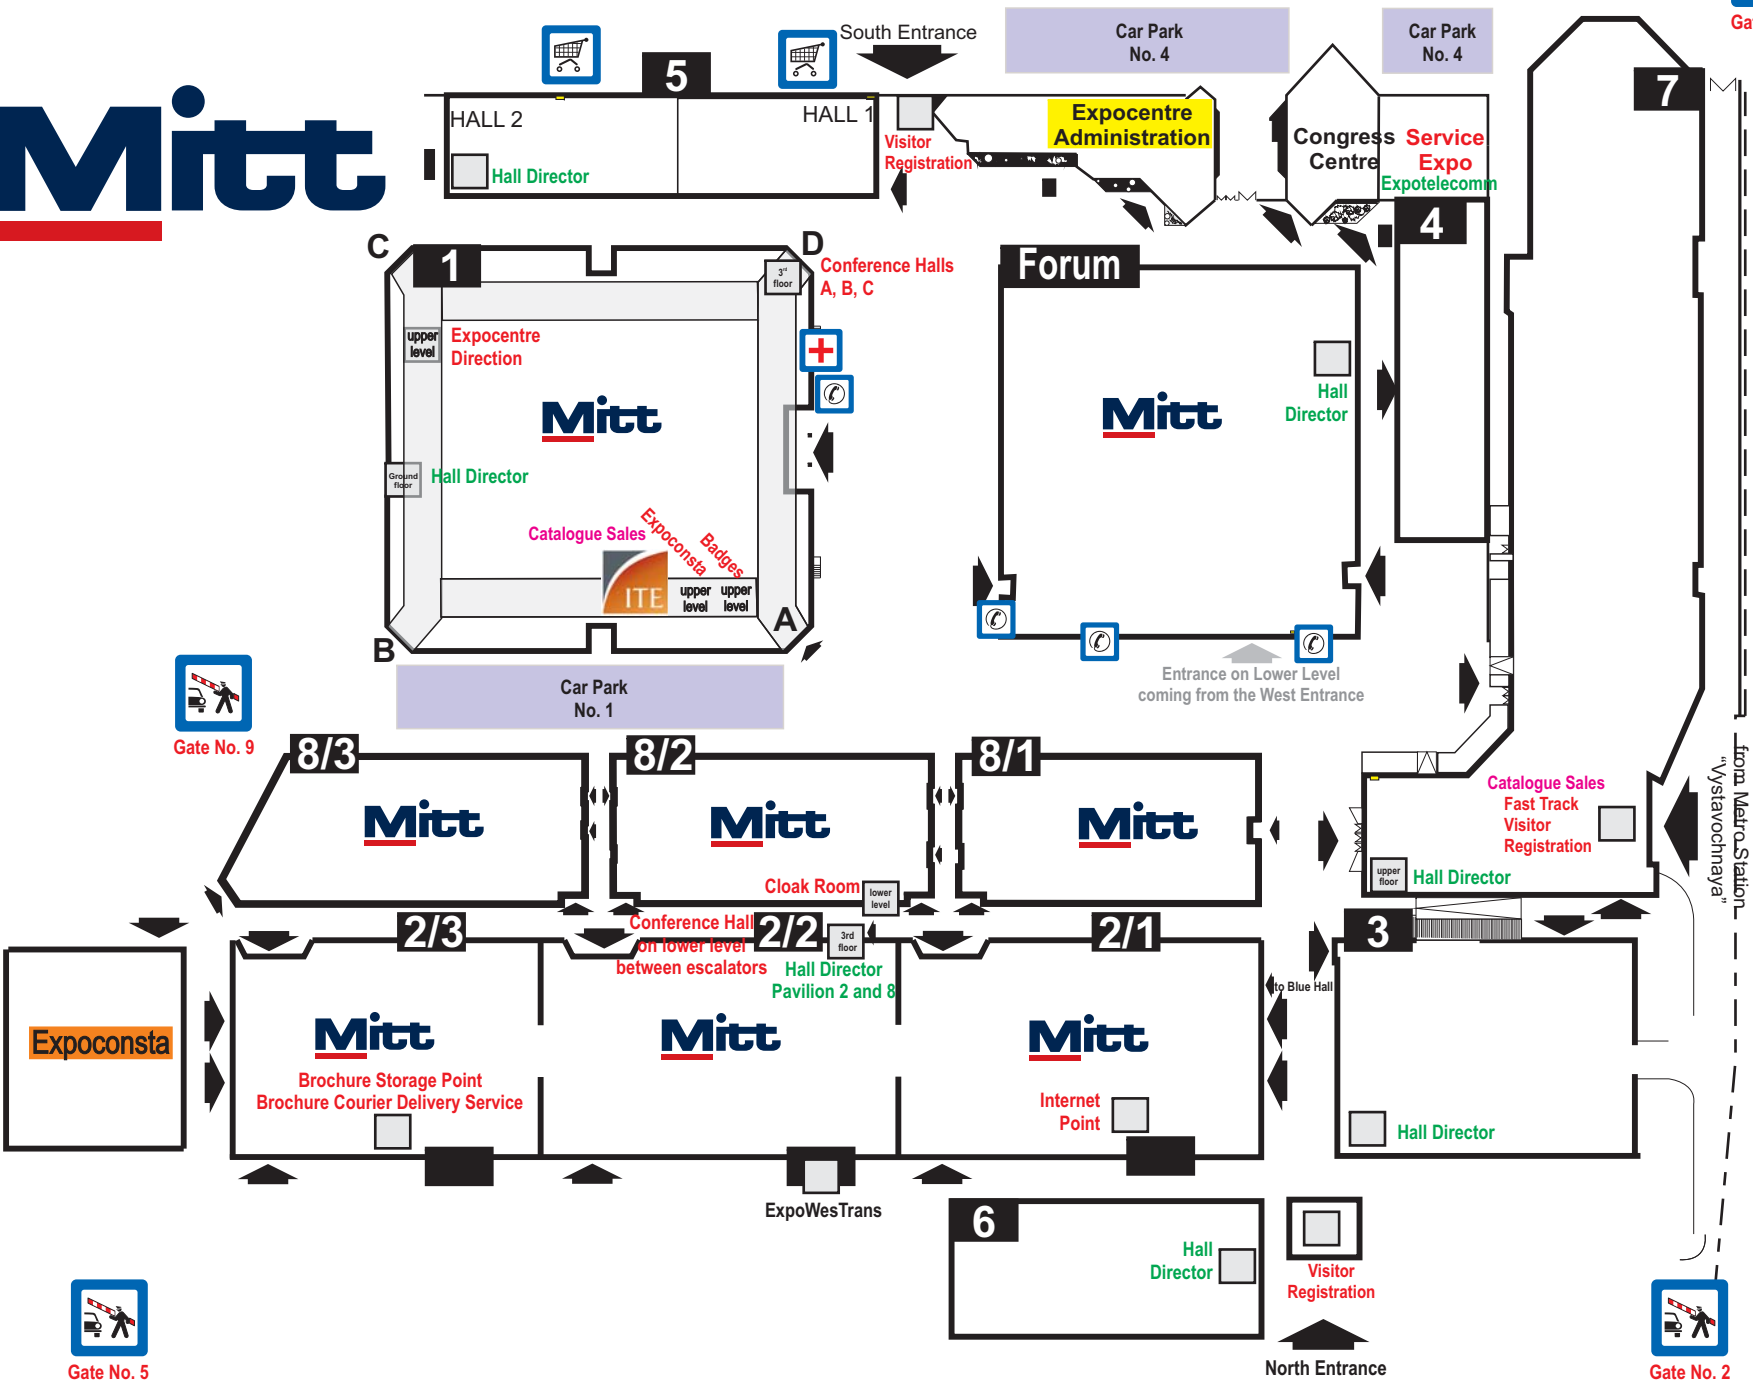 Mitt
South Entrance
Car Park
No. 4
Car Park
No. 4
5
7
HALL 2
HALL 1
Hall Director
Visitor
Registration
Expocentre
Administration
Congress
Centre
Service
Expo
Expotelecomm
4
C
1
D
3rd
floor
Conference Halls
A, B, C
upper
level
Expocentre
Direction
Mitt
Ground
floor
Hall Director
Catalogue Sales
Expoconsta
Badges
ITE
upper
level
upper
level
A
B
Forum
Hall
Director
Mitt
Entrance on Lower Level
coming from the West Entrance
Car Park
No. 1
Gate No. 9
8/3
Mitt
8/2
Mitt
8/1
Mitt
Cloak Room
lower
level
Catalogue Sales
Fast Track
Visitor
Registration
upper
floor
Hall Director
from Metro Station
“Vystavochnaya”
2/3
Conference Hall
on lower level
between escalators
2/2
3rd
floor
Hall Director
Pavilion 2 and 8
2/1
3
to Blue Hall
Expoconsta
Mitt
Brochure Storage Point
Brochure Courier Delivery Service
Mitt
Mitt
Internet
Point
Hall Director
ExpoWesTrans
6
Hall
Director
Visitor
Registration
North Entrance
Gate No. 5
Gate No. 2